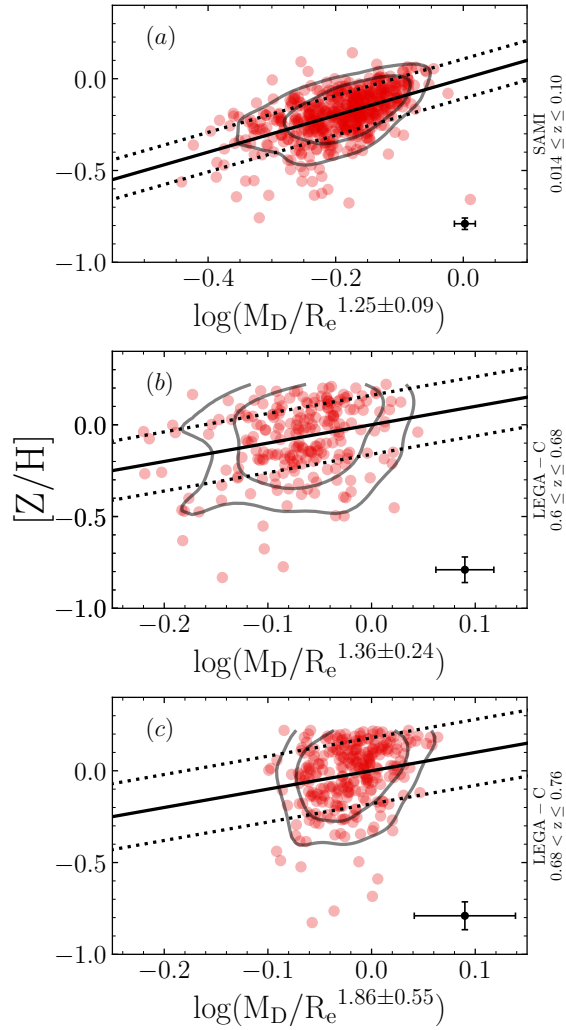 (a)
0.0
−0.5
−1.0
−0.4 −0.2 0.0
log(M_D/R_e^1.25±0.09)
SAMI
0.014 ≤ z ≤ 0.10
[Z/H]
(b)
0.0
−0.5
−1.0
−0.2 −0.1 0.0 0.1
log(M_D/R_e^1.36±0.24)
LEGA − C
0.6 ≤ z ≤ 0.68
(c)
0.0
−0.5
−1.0
−0.2 −0.1 0.0 0.1
log(M_D/R_e^1.86±0.55)
LEGA − C
0.68 < z ≤ 0.76